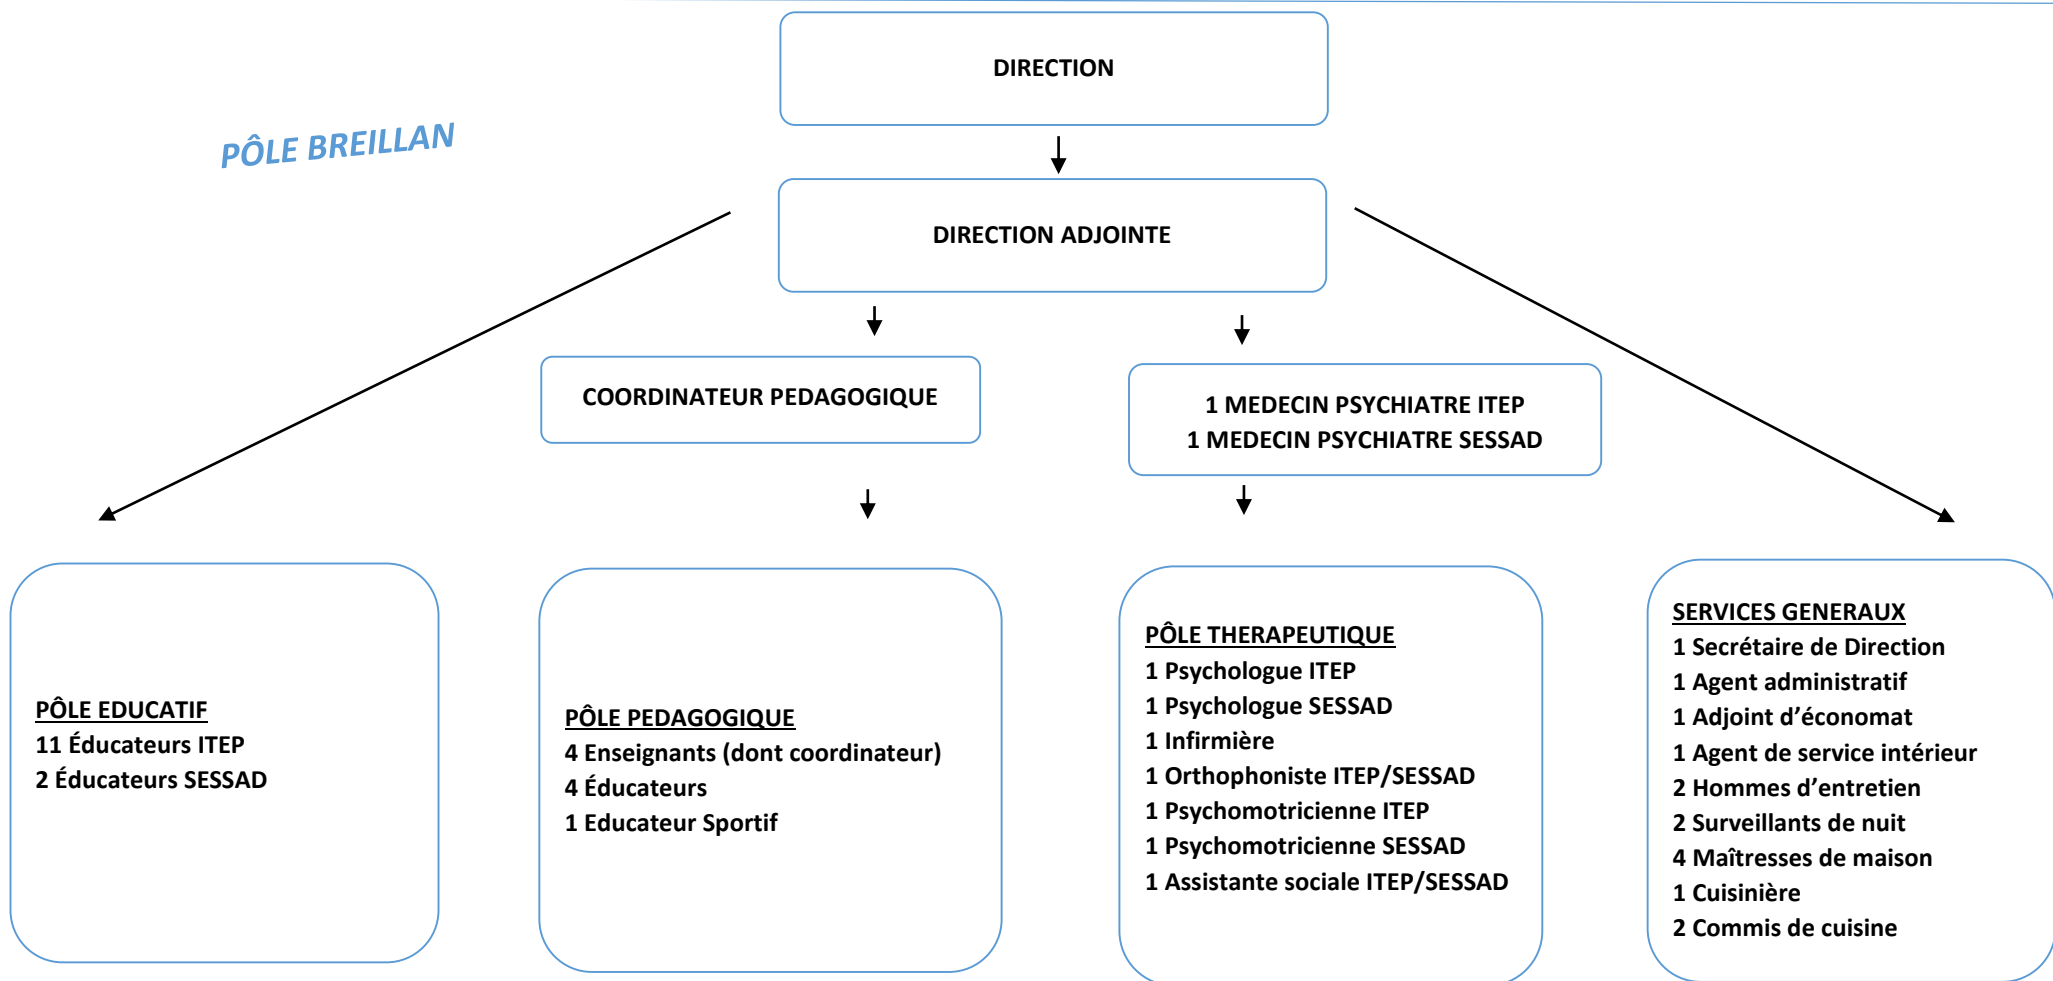 DIRECTION
PÔLE BREILLAN
DIRECTION ADJOINTE
COORDINATEUR PEDAGOGIQUE
1 MEDECIN PSYCHIATRE ITEP
1 MEDECIN PSYCHIATRE SESSAD
PÔLE EDUCATIF
11 Éducateurs ITEP
2 Éducateurs SESSAD
PÔLE PEDAGOGIQUE
4 Enseignants (dont coordinateur)
4 Éducateurs
1 Educateur Sportif
PÔLE THERAPEUTIQUE
1 Psychologue ITEP
1 Psychologue SESSAD
1 Infirmière
1 Orthophoniste ITEP/SESSAD
1 Psychomotricienne ITEP
1 Psychomotricienne SESSAD
1 Assistante sociale ITEP/SESSAD
SERVICES GENERAUX
1 Secrétaire de Direction
1 Agent administratif
1 Adjoint d’économat
1 Agent de service intérieur
2 Hommes d’entretien
2 Surveillants de nuit
4 Maîtresses de maison
1 Cuisinière
2 Commis de cuisine